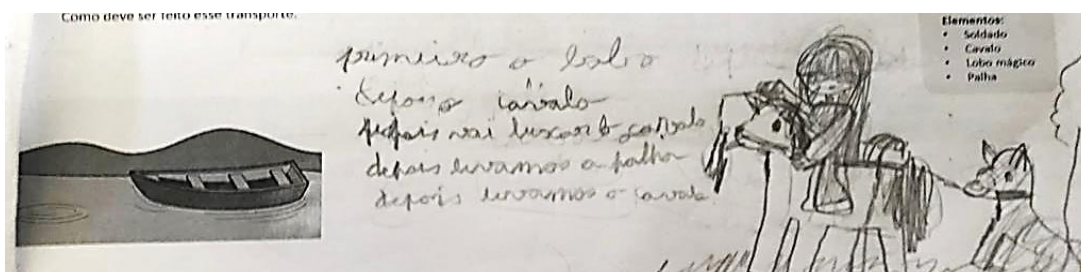 Como deve ser feito esse transporte.
primeiro o lobo
depois cavalo
depois vai buscar o cavalo
depois levamos a palha
depois levamos o cavalo
Elementos:
• Soldado
• Cavalo
• Lobo mágico
• Palha